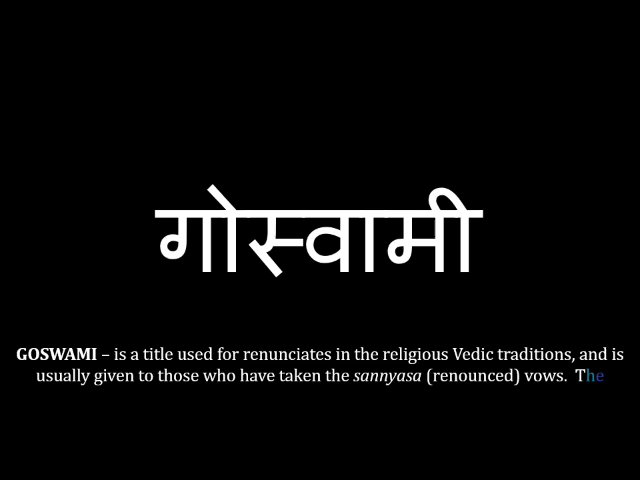 गोस्वामी
GOSWAMI – is a title used for renunciates in the religious Vedic traditions, and is
usually given to those who have taken the sannyasa (renounced) vows. The